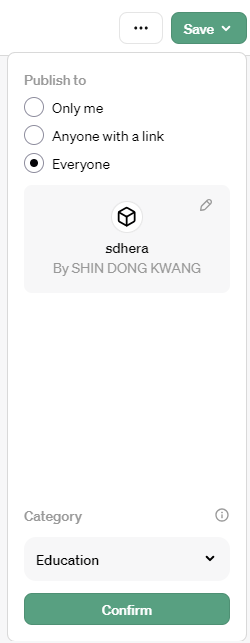 Save
Publish to
Only me
Anyone with a link
Everyone
sdhera
By SHIN DONG KWANG
Category
Education
Confirm